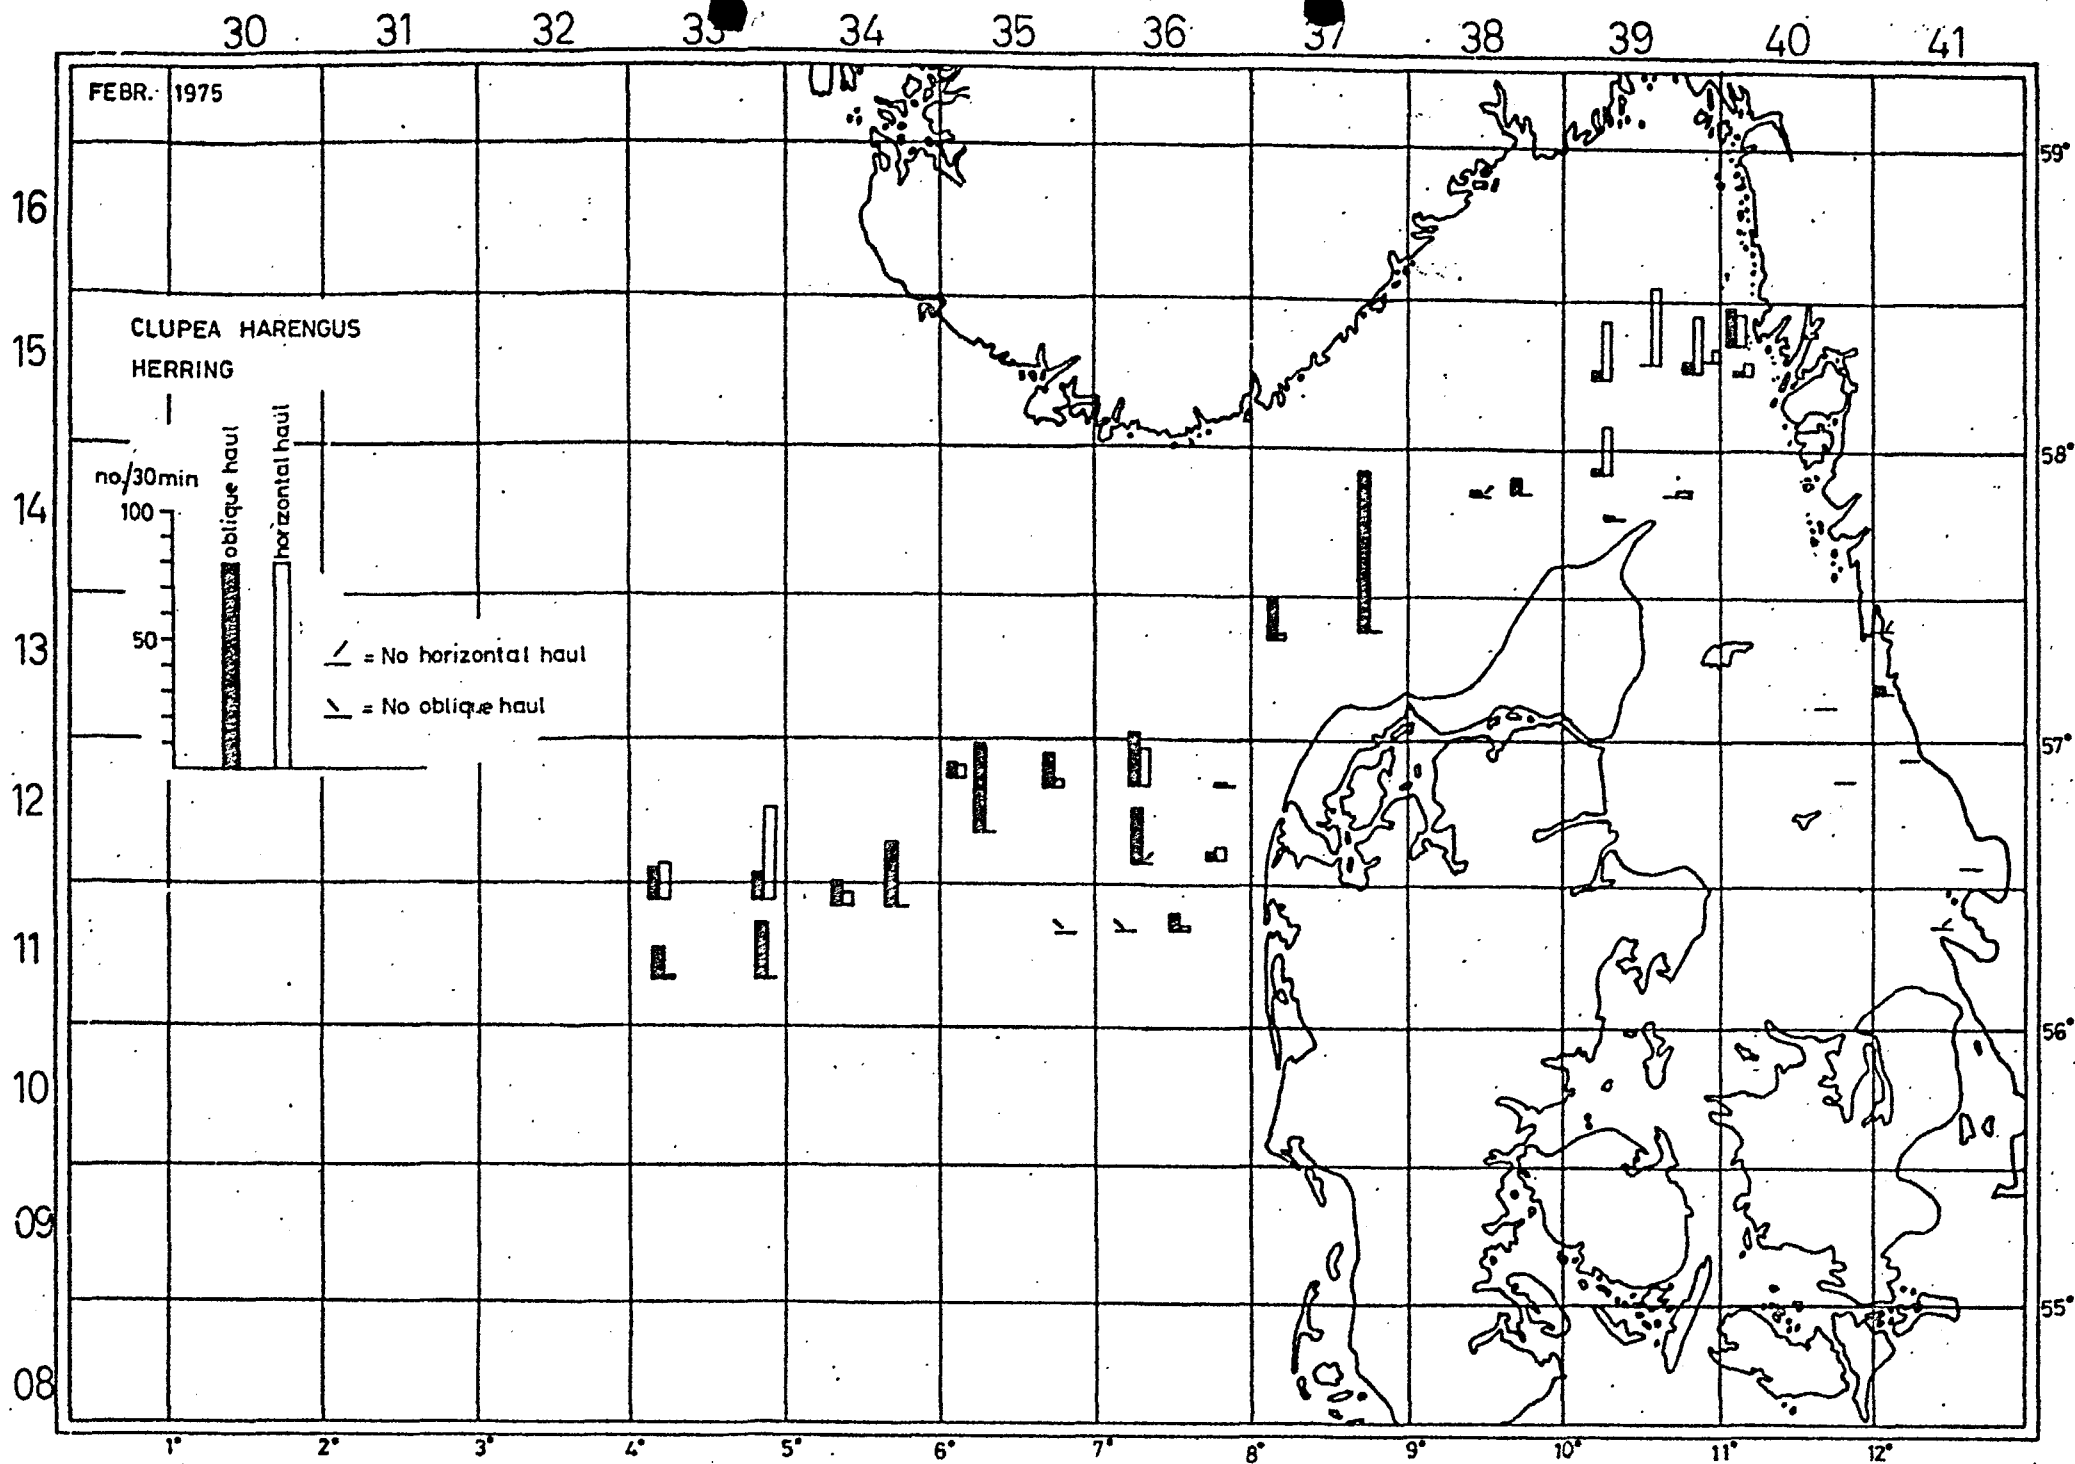 30 31 32 33 34 35 36 37 38 39 40 41
FEBR. 1975
59°
16
CLUPEA HARENGUS
HERRING
15
oblique haul
horizontal haul
58°
no./30min
100
14
50
13
= No horizontal haul
= No oblique haul
57°
12
11
56°
10
09
55°
08
1° 2° 3° 4° 5° 6° 7° 8° 9° 10° 11° 12°